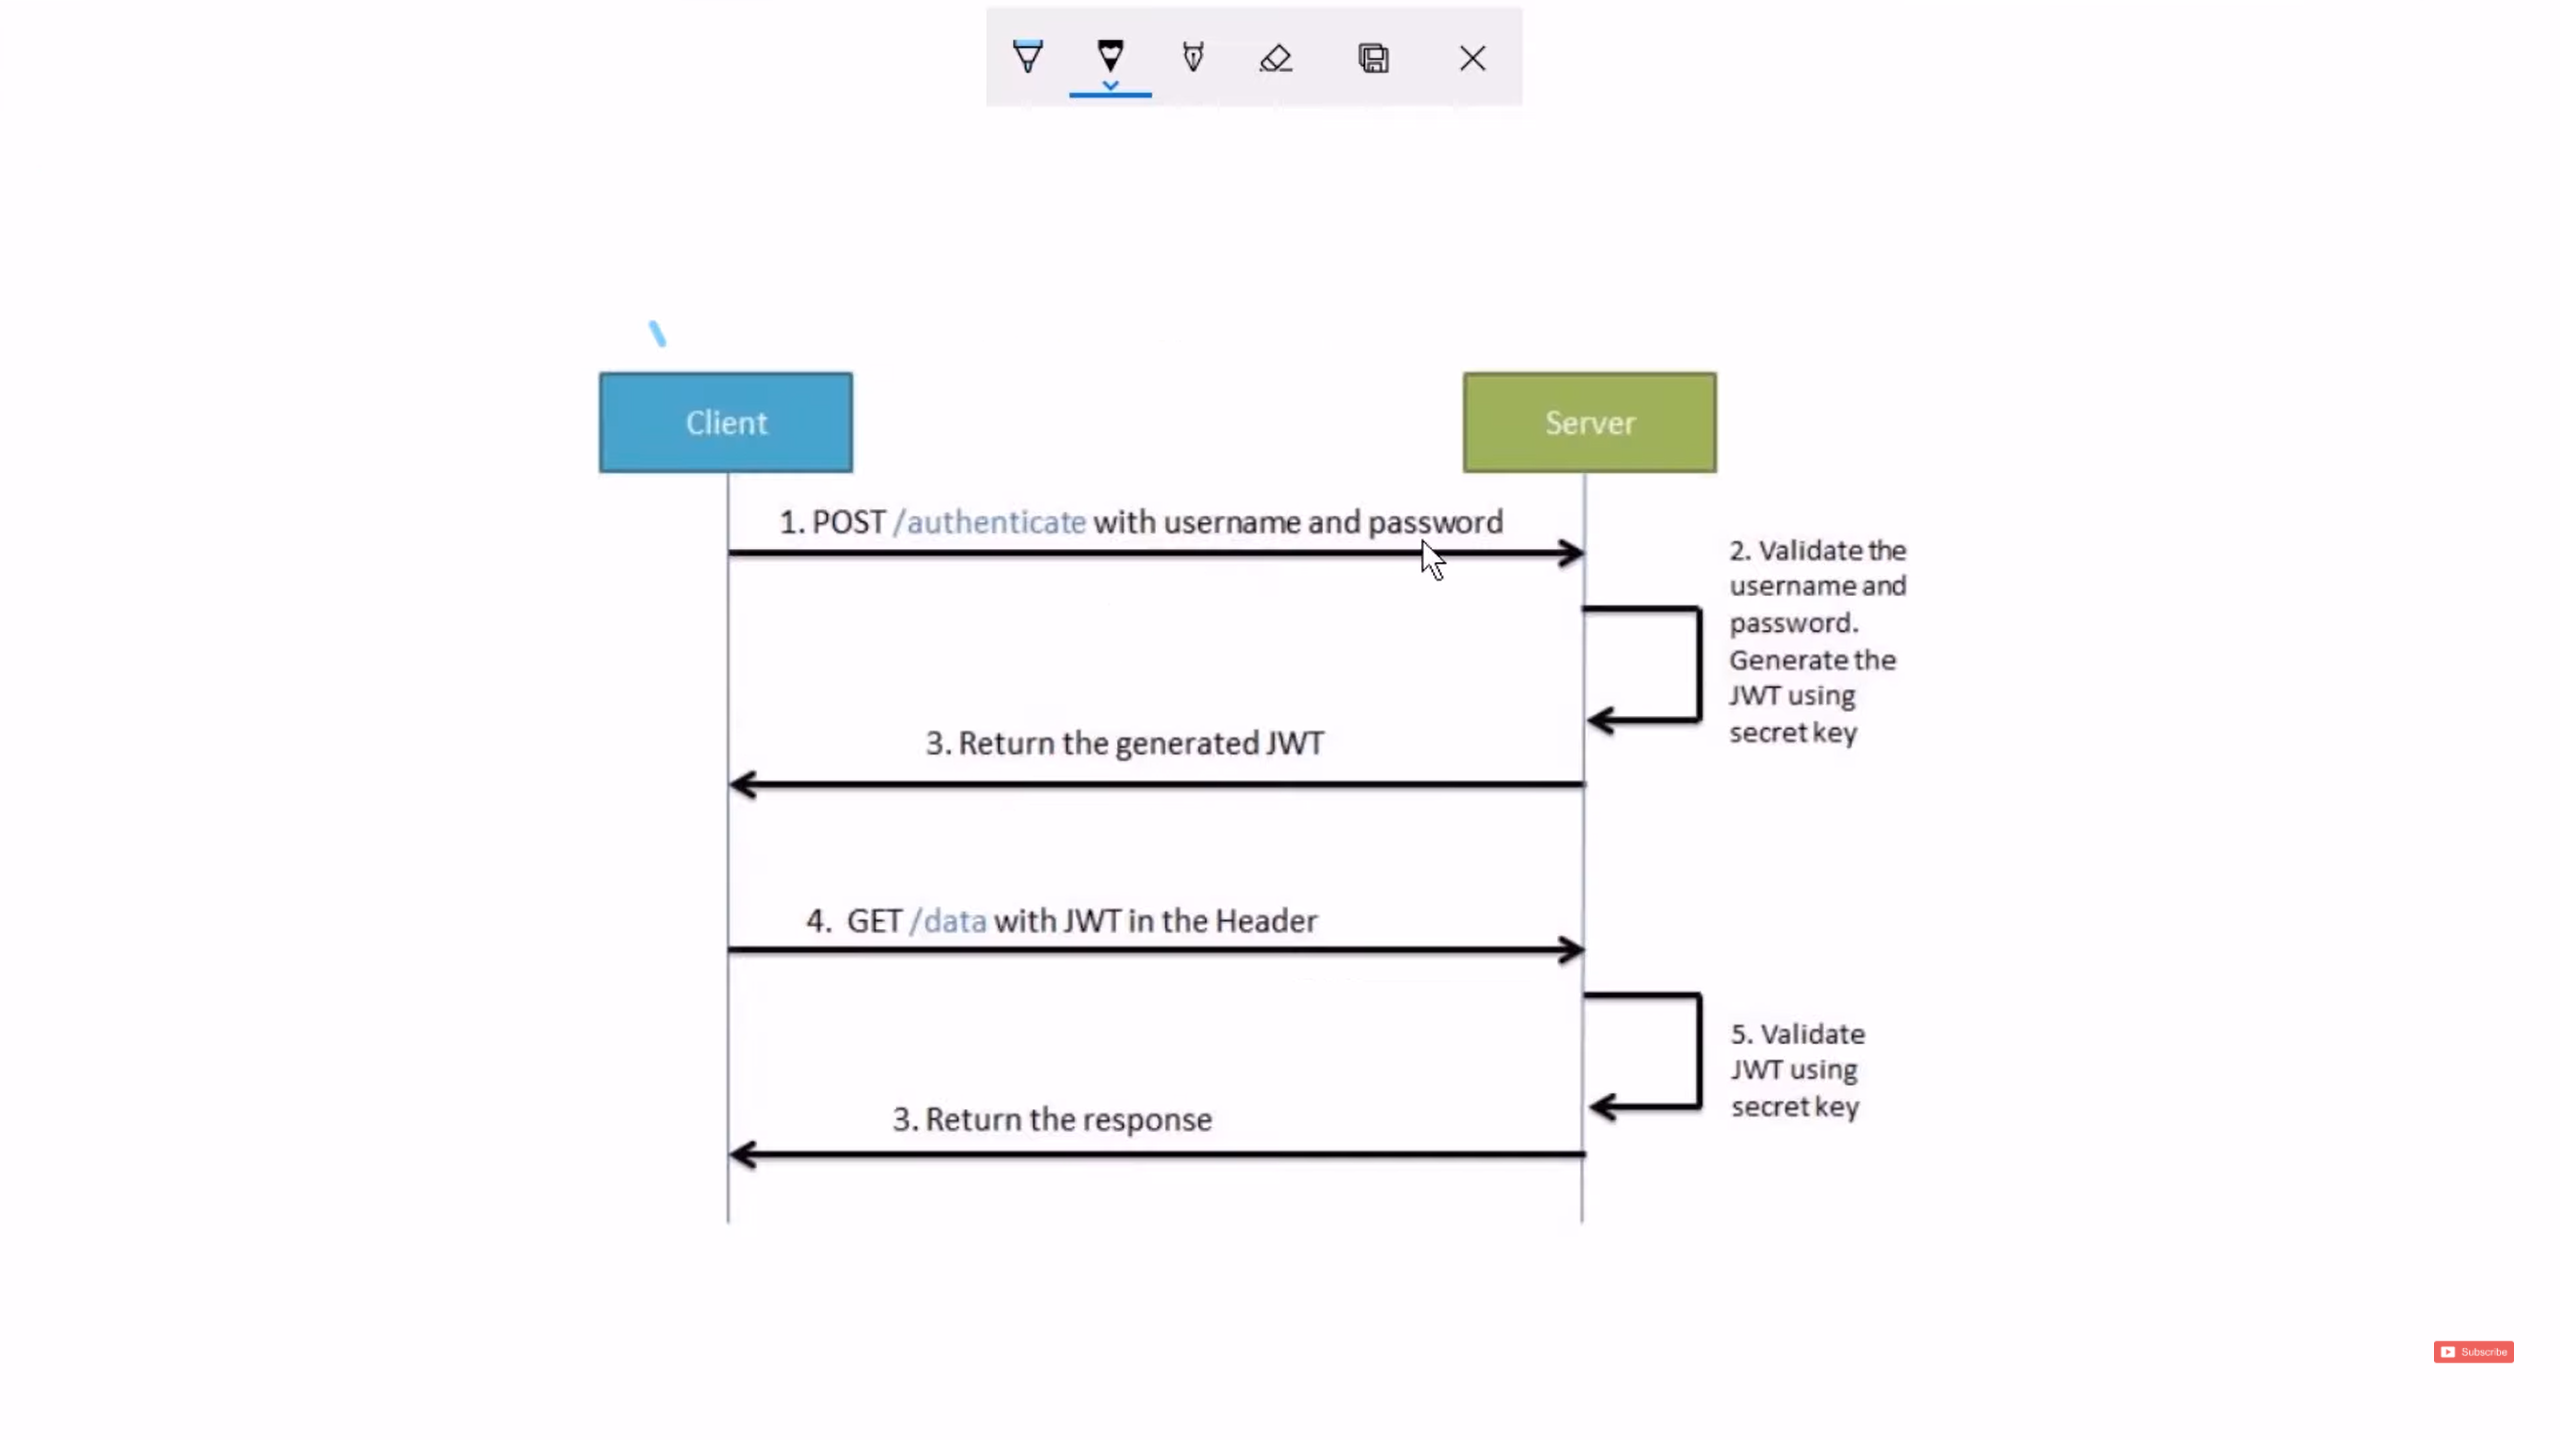 Client
Server
1. POST /authenticate with username and password
2. Validate the
username and
password.
Generate the
JWT using
secret key
3. Return the generated JWT
4. GET /data with JWT in the Header
5. Validate
JWT using
secret key
3. Return the response
Subscribe